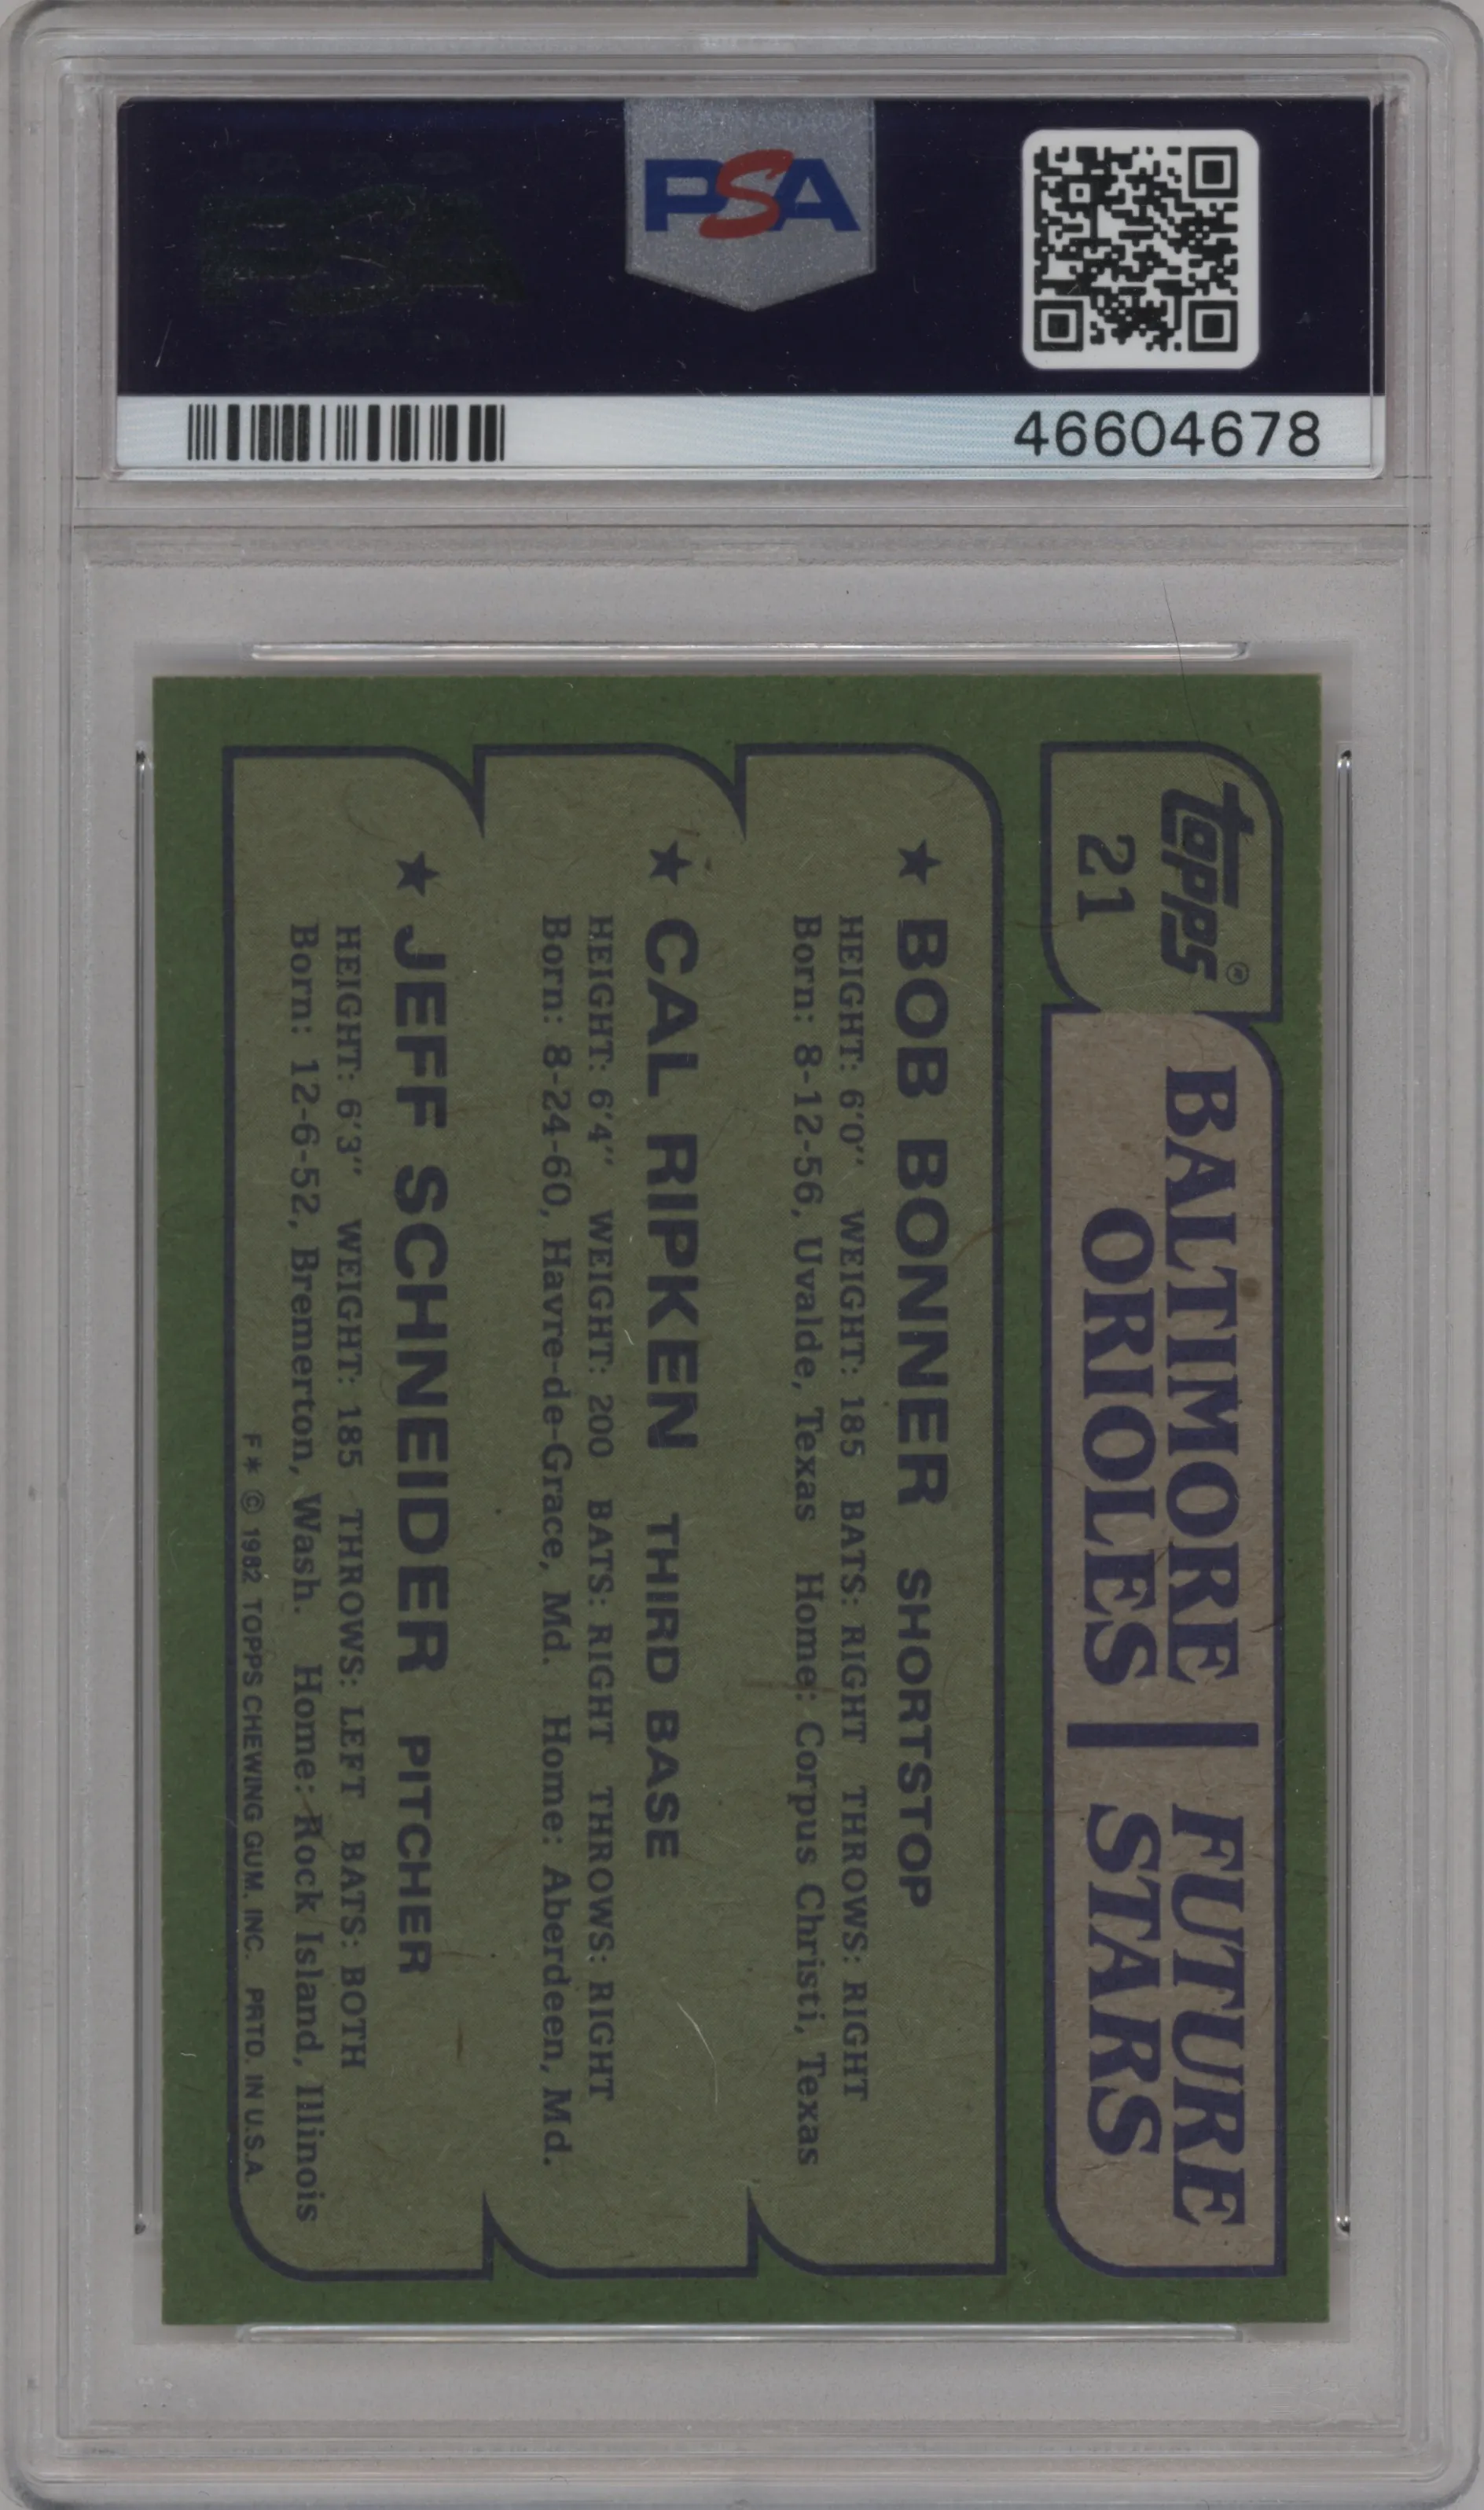 PSA
46604678
topps®
21
BALTIMORE
ORIOLES
FUTURE
STARS
★ BOB BONNER SHORTSTOP
HEIGHT: 6'0" WEIGHT: 185 BATS: RIGHT THROWS: RIGHT
Born: 8-12-56, Uvalde, Texas Home: Corpus Christi, Texas
★ CAL RIPKEN THIRD BASE
HEIGHT: 6'4" WEIGHT: 200 BATS: RIGHT THROWS: RIGHT
Born: 8-24-60, Havre-de-Grace, Md. Home: Aberdeen, Md.
★ JEFF SCHNEIDER PITCHER
HEIGHT: 6'3" WEIGHT: 185 THROWS: LEFT BATS: BOTH
Born: 12-6-52, Bremerton, Wash. Home: Rock Island, Illinois
F* © 1982 TOPPS CHEWING GUM, INC. PRTD. IN U.S.A.